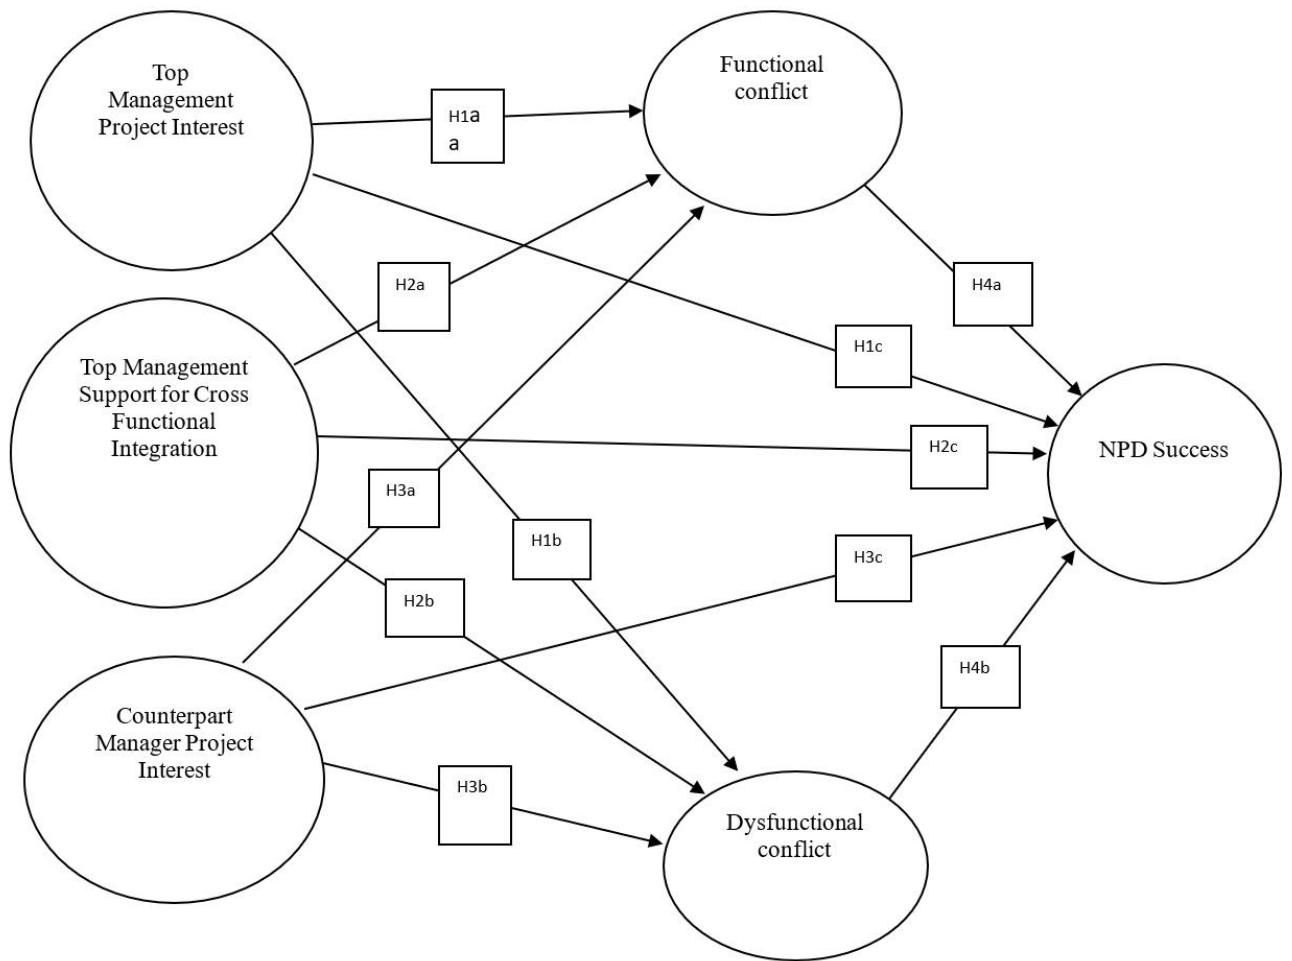 Top
Management
Project Interest
H1a
a
Functional
conflict
H2a
H4a
H1c
Top Management
Support for Cross
Functional
Integration
H2c
NPD Success
H3a
H1b
H3c
H2b
H4b
Counterpart
Manager Project
Interest
H3b
Dysfunctional
conflict